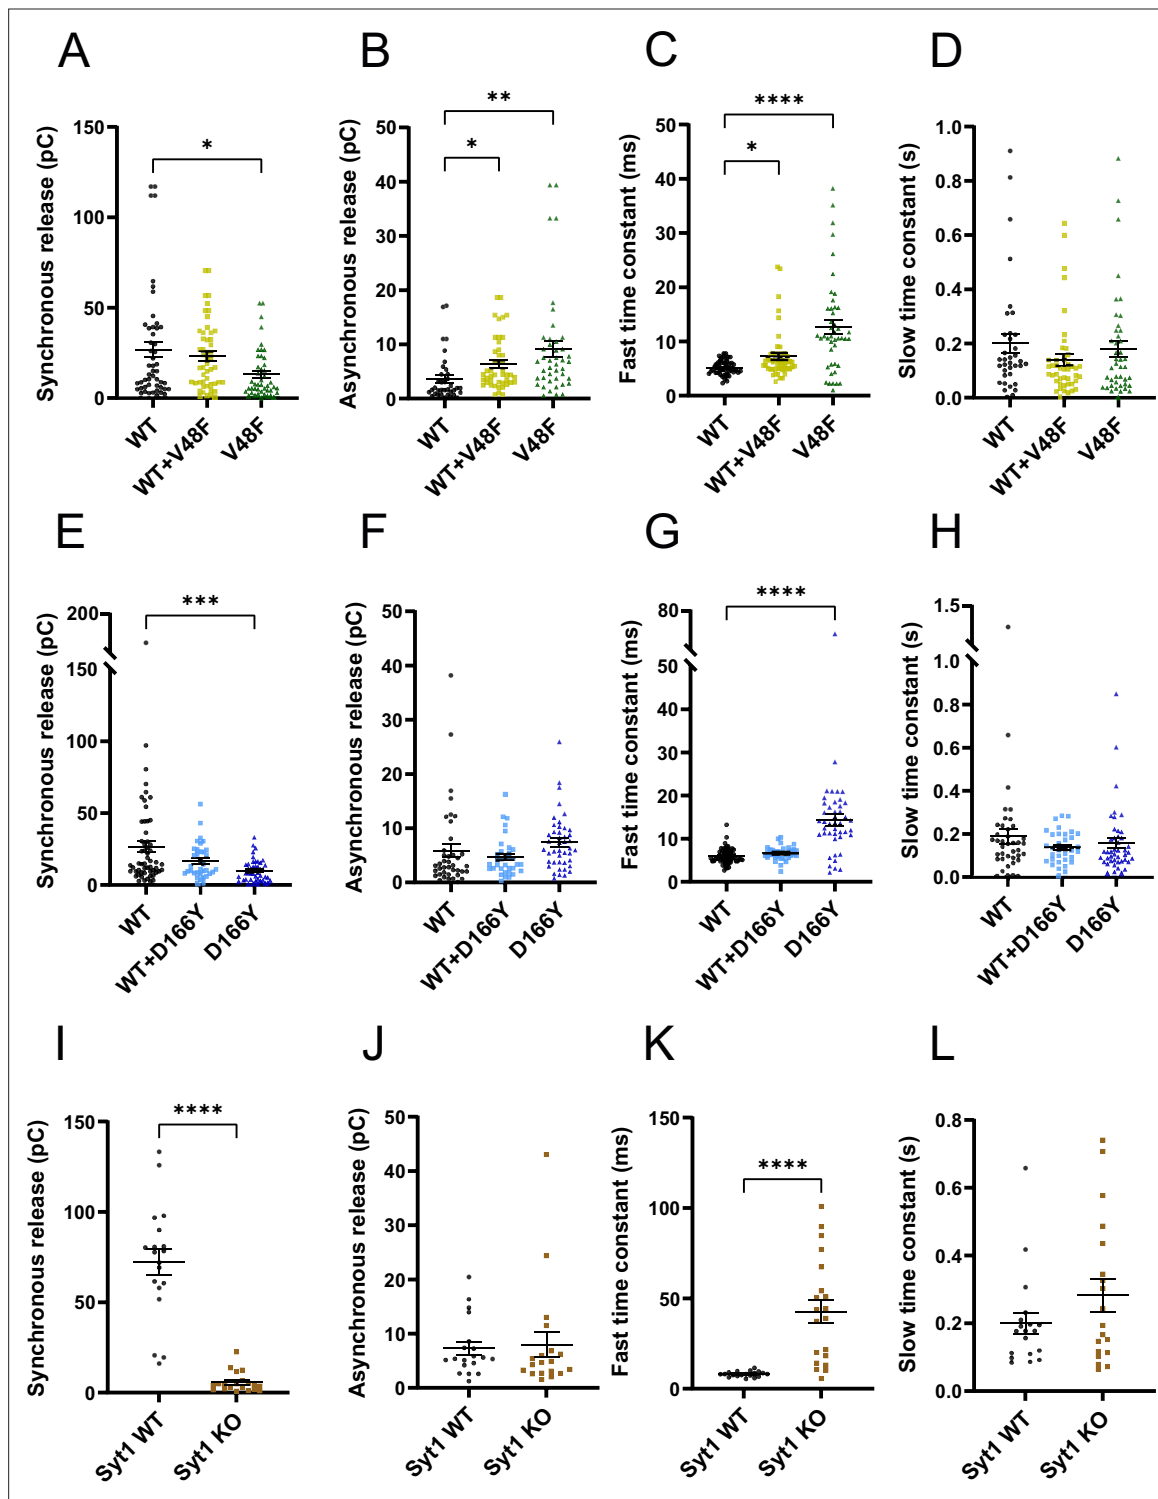 A
B
C
D
Synchronous release (pC)
150
100
50
0
*
WT
WT+V48F
V48F
Asynchronous release (pC)
50
40
30
20
10
0
**
*
WT
WT+V48F
V48F
Fast time constant (ms)
50
40
30
20
10
0
****
*
WT
WT+V48F
V48F
Slow time constant (s)
1.0
0.8
0.6
0.4
0.2
0.0
WT
WT+V48F
V48F
E
F
G
H
Synchronous release (pC)
200
150
100
50
0
***
WT
WT+D166Y
D166Y
Asynchronous release (pC)
50
40
30
20
10
0
WT
WT+D166Y
D166Y
Fast time constant (ms)
80
50
40
30
20
10
0
****
WT
WT+D166Y
D166Y
Slow time constant (s)
1.5
1.0
0.8
0.6
0.4
0.2
0.0
WT
WT+D166Y
D166Y
I
J
K
L
Synchronous release (pC)
150
100
50
0
****
Syt1 WT
Syt1 KO
Asynchronous release (pC)
50
40
30
20
10
0
Syt1 WT
Syt1 KO
Fast time constant (ms)
150
100
50
0
****
Syt1 WT
Syt1 KO
Slow time constant (s)
0.8
0.6
0.4
0.2
0.0
Syt1 WT
Syt1 KO